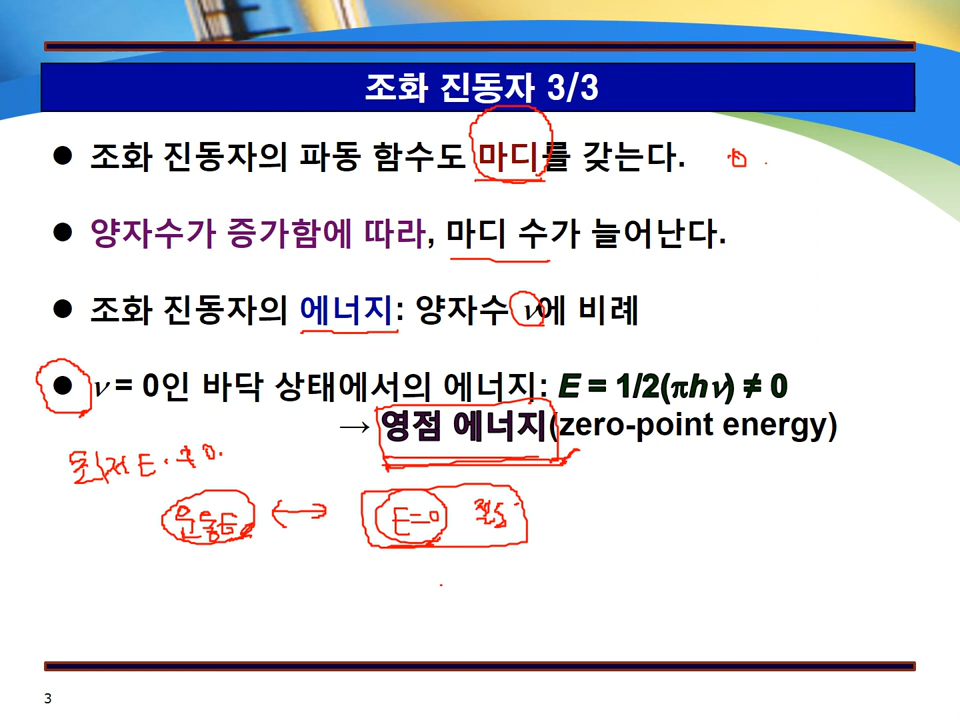 조화 진동자 3/3
● 조화 진동자의 파동 함수도 마디를 갖는다.
● 양자수가 증가함에 따라, 마디 수가 늘어난다.
● 조화 진동자의 에너지: 양자수 ν에 비례
● ν = 0인 바닥 상태에서의 에너지: E = 1/2(πhν) ≠ 0
→ 영점 에너지(zero-point energy)
E
운동E ↔ E=0
3